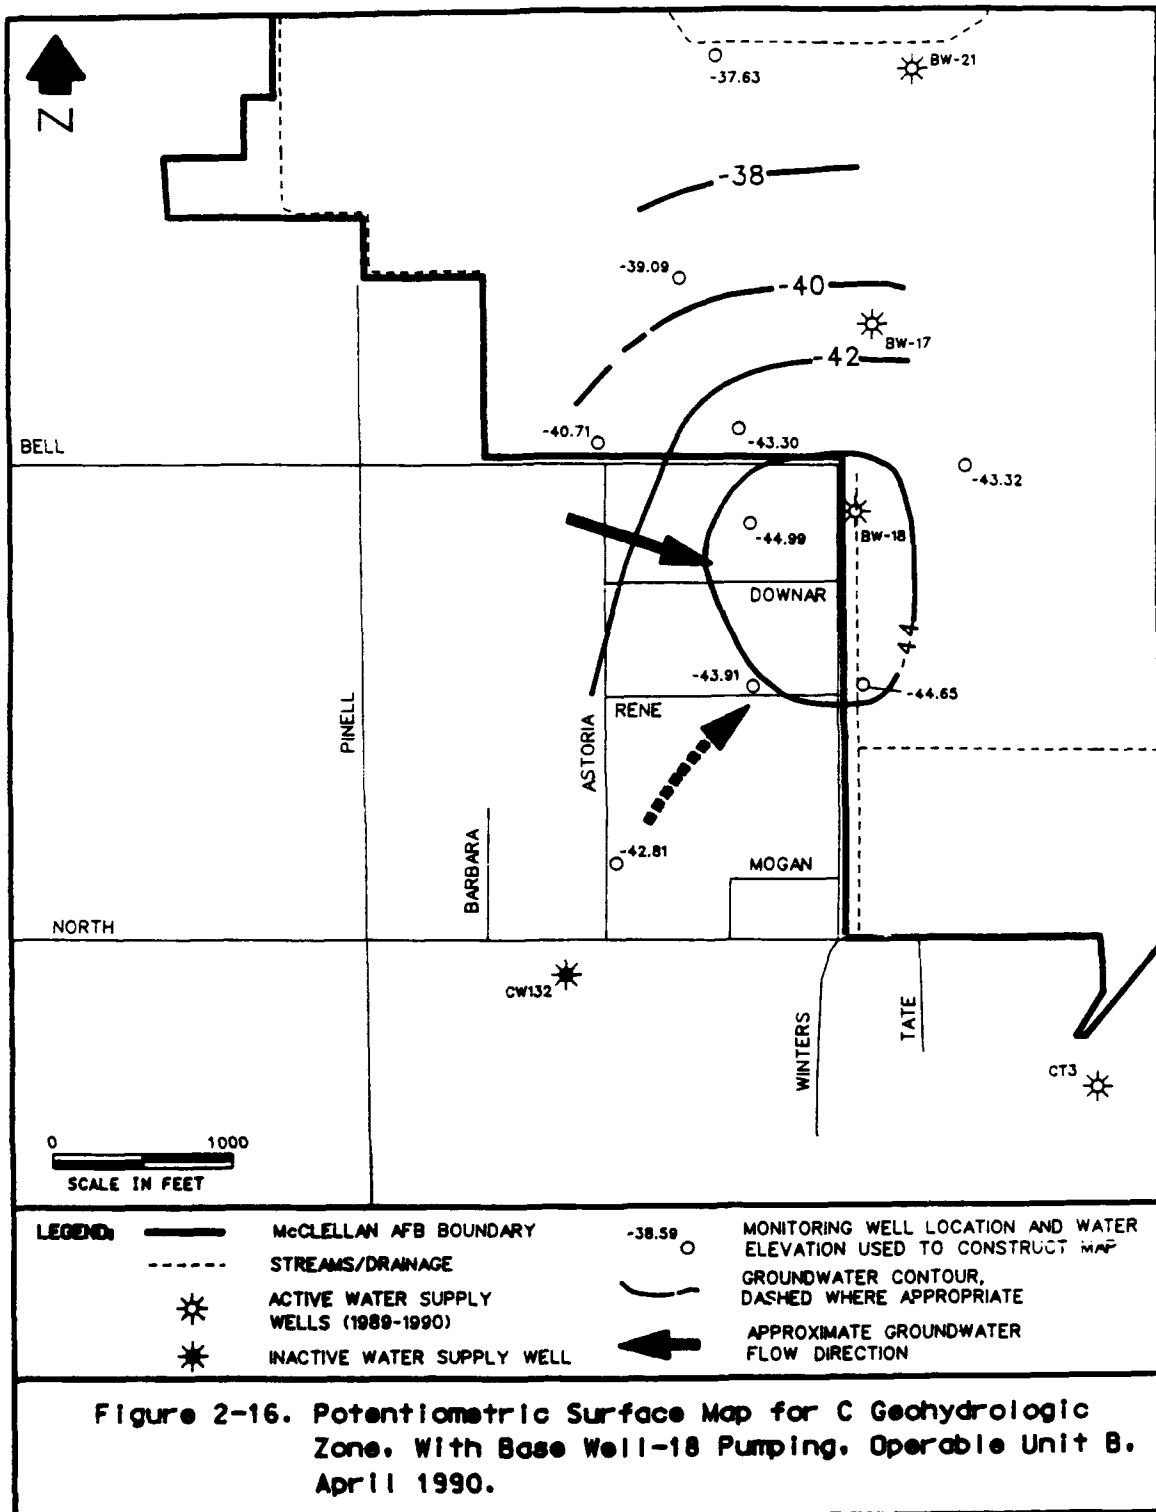 Z
-37.63
BW-21
-38
-39.09
-40
BW-17
-42
BELL
-40.71
-43.30
-43.32
-44.99
BW-18
DOWNAR
-44
-43.91
-44.65
RENE
PINELL
ASTORIA
BARBARA
-42.81
MOGAN
NORTH
CW132
WINTERS
TATE
CT3
0 1000
SCALE IN FEET
LEGEND:
McCLELLAN AFB BOUNDARY
STREAMS/DRAINAGE
ACTIVE WATER SUPPLY
WELLS (1989-1990)
INACTIVE WATER SUPPLY WELL
-38.59
MONITORING WELL LOCATION AND WATER
ELEVATION USED TO CONSTRUCT MAP
GROUNDWATER CONTOUR,
DASHED WHERE APPROPRIATE
APPROXIMATE GROUNDWATER
FLOW DIRECTION
Figure 2-16. Potentiometric Surface Map for C Geohydrologic
Zone, With Base Well-18 Pumping, Operable Unit B,
April 1990.